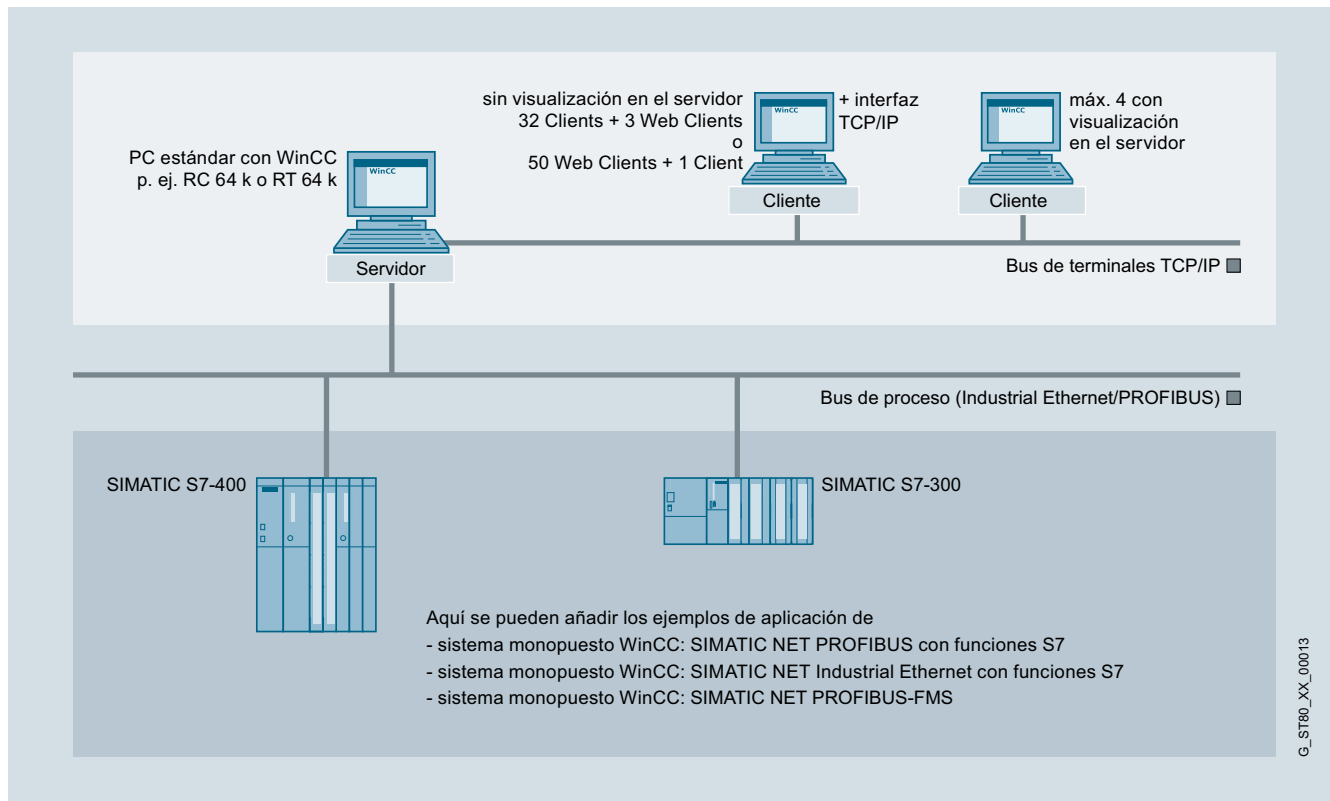 sin visualización en el servidor
32 Clients + 3 Web Clients
o
50 Web Clients + 1 Client
WinCC
+ interfaz
TCP/IP
WinCC
máx. 4 con
visualización
en el servidor
PC estándar con WinCC
p. ej. RC 64 k o RT 64 k
WinCC
Cliente
Cliente
Servidor
Bus de terminales TCP/IP
Bus de proceso (Industrial Ethernet/PROFIBUS)
SIMATIC S7-400
SIMATIC S7-300
Aquí se pueden añadir los ejemplos de aplicación de
- sistema monopuesto WinCC: SIMATIC NET PROFIBUS con funciones S7
- sistema monopuesto WinCC: SIMATIC NET Industrial Ethernet con funciones S7
- sistema monopuesto WinCC: SIMATIC NET PROFIBUS-FMS
G_ST80_XX_00013